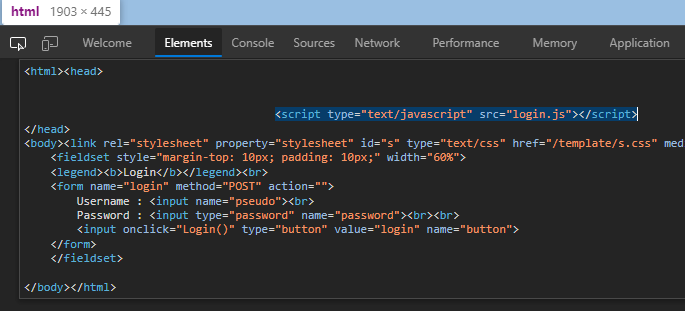 html 1903 × 445
Welcome Elements Console Sources Network Performance Memory Application
<html><head>
<script type="text/javascript" src="login.js"></script>
</head>
<body><link rel="stylesheet" property="stylesheet" id="s" type="text/css" href="/template/s.css" med
<fieldset style="margin-top: 10px; padding: 10px;" width="60%">
<legend><b>Login</b></legend><br>
<form name="login" method="POST" action="">
Username : <input name="pseudo"><br>
Password : <input type="password" name="password"><br><br>
<input onclick="Login()" type="button" value="login" name="button">
</form>
</fieldset>
</body></html>